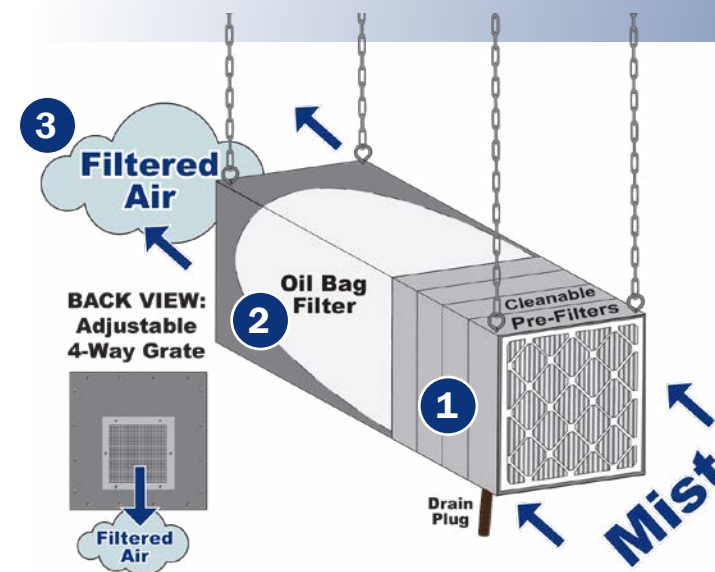 3
Filtered
Air
Oil Bag
Filter
2
Cleanable
Pre-Filters
1
BACK VIEW:
Adjustable
4-Way Grate
Filtered
Air
Drain
Plug
Mist